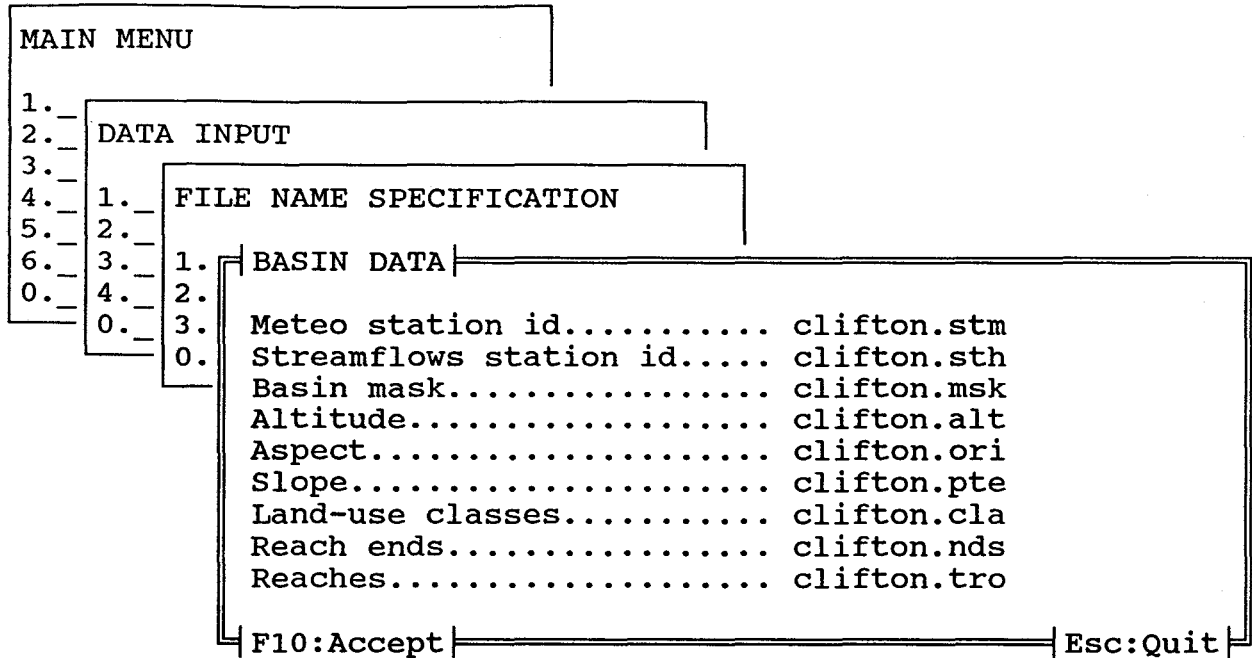 MAIN MENU
1._
2._ DATA INPUT
3._
4._ 1._ FILE NAME SPECIFICATION
5._ 2._
6._ 3._ 1. BASIN DATA
0._ 4._ 2.
0._ 3. Meteo station id........... clifton.stm
0. Streamflows station id..... clifton.sth
Basin mask................. clifton.msk
Altitude................... clifton.alt
Aspect..................... clifton.ori
Slope...................... clifton.pte
Land-use classes........... clifton.cla
Reach ends................. clifton.nds
Reaches.................... clifton.tro
F10:Accept Esc:Quit